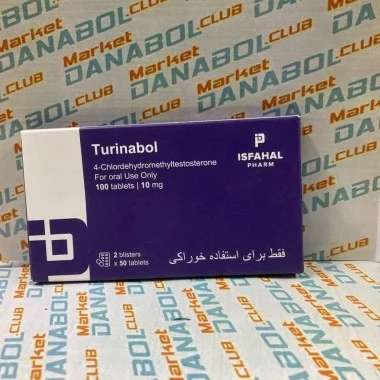 Turinabol
4-Chlordehydromethyltestosterone
For oral Use Only
100 tablets | 10 mg
ISFAHAL
PHARM
2 blisters
x 50 tablets
فقط برای استفاده خوراکی
Market
DANABOL.CLUB